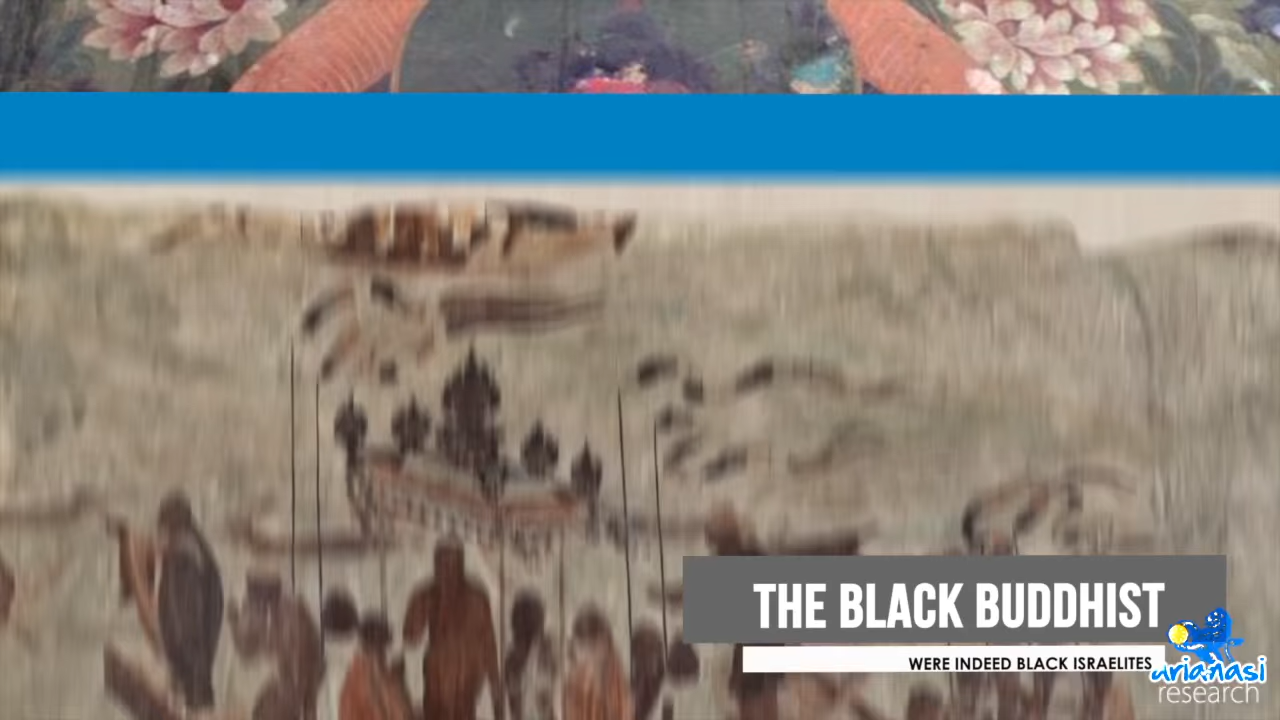 THE BLACK BUDDHIST
WERE INDEED BLACK ISRAELITES
urianasi
research